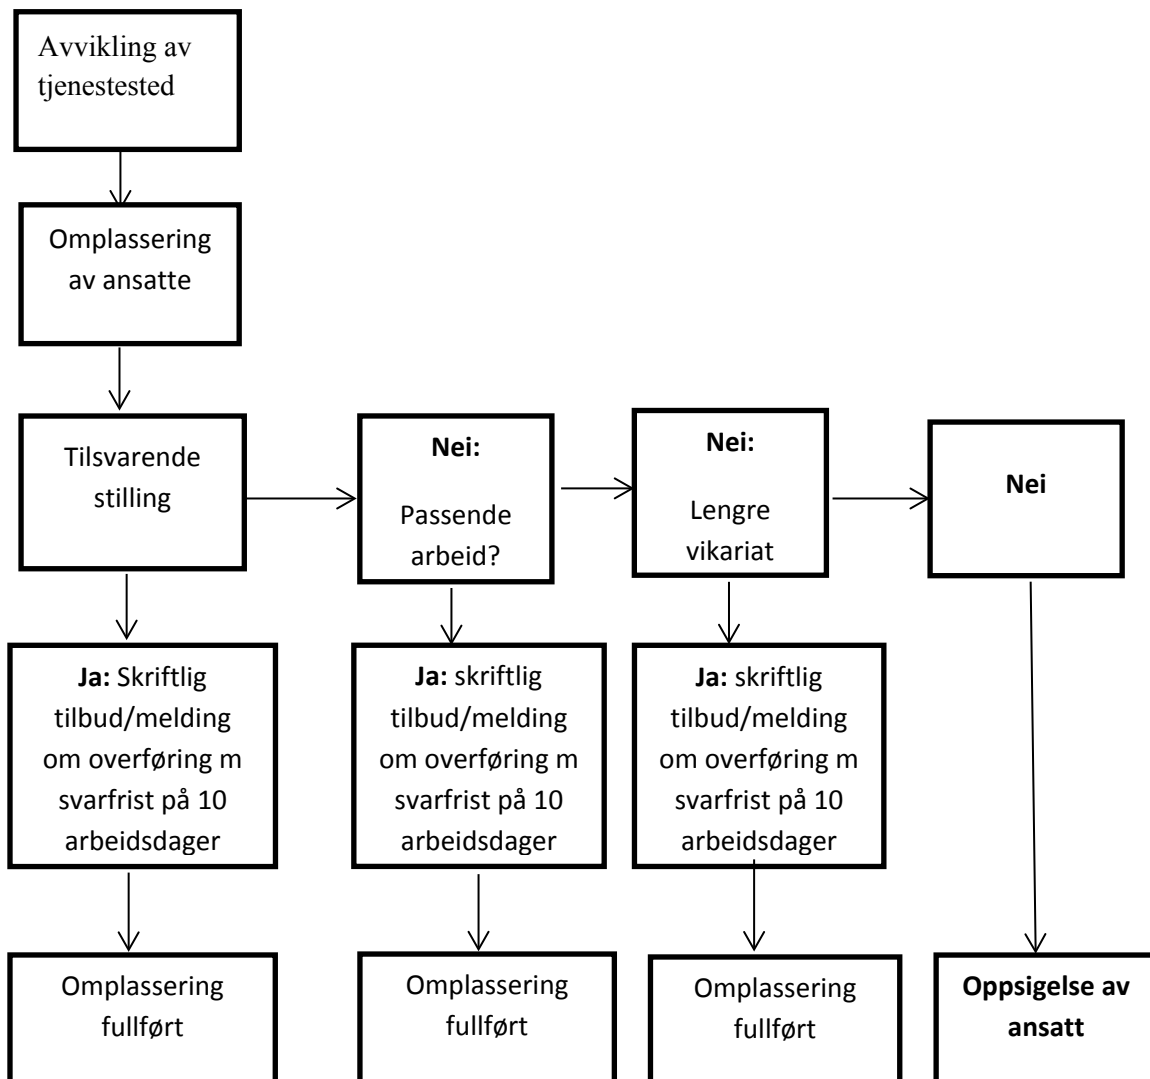 Avvikling av
tjenestested
Omplassering
av ansatte
Tilsvarende
stilling
Nei:
Passende
arbeid?
Nei:
Lengre
vikariat
Nei
Ja: Skriftlig
tilbud/melding
om overføring m
svarfrist på 10
arbeidsdager
Ja: skriftlig
tilbud/melding
om overføring m
svarfrist på 10
arbeidsdager
Ja: skriftlig
tilbud/melding
om overføring m
svarfrist på 10
arbeidsdager
Omplassering
fullført
Omplassering
fullført
Omplassering
fullført
Oppsigelse av
ansatt